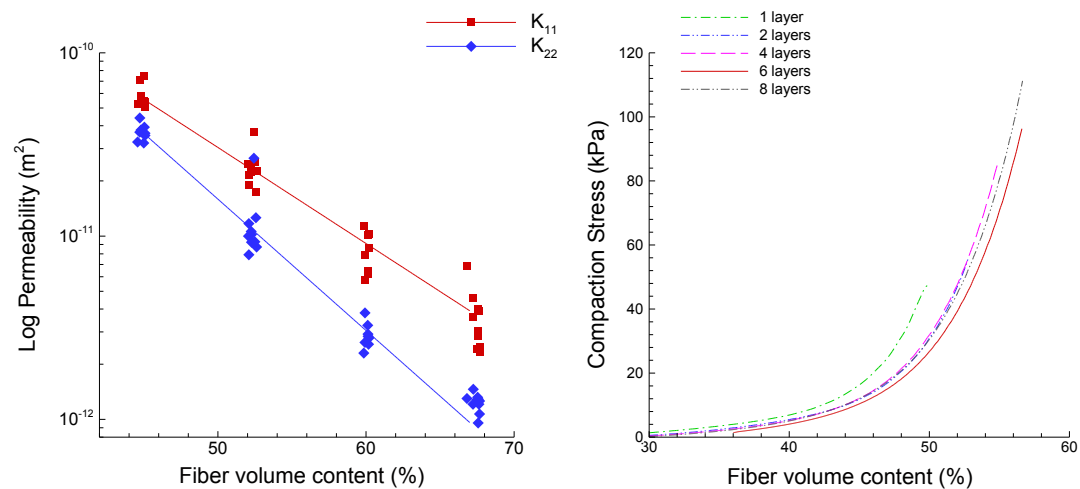 K11
K22
10-10
10-11
10-12
Log Permeability (m2)
50
60
70
Fiber volume content (%)
1 layer
2 layers
4 layers
6 layers
8 layers
120
100
80
60
40
20
0
Compaction Stress (kPa)
30
40
50
60
Fiber volume content (%)